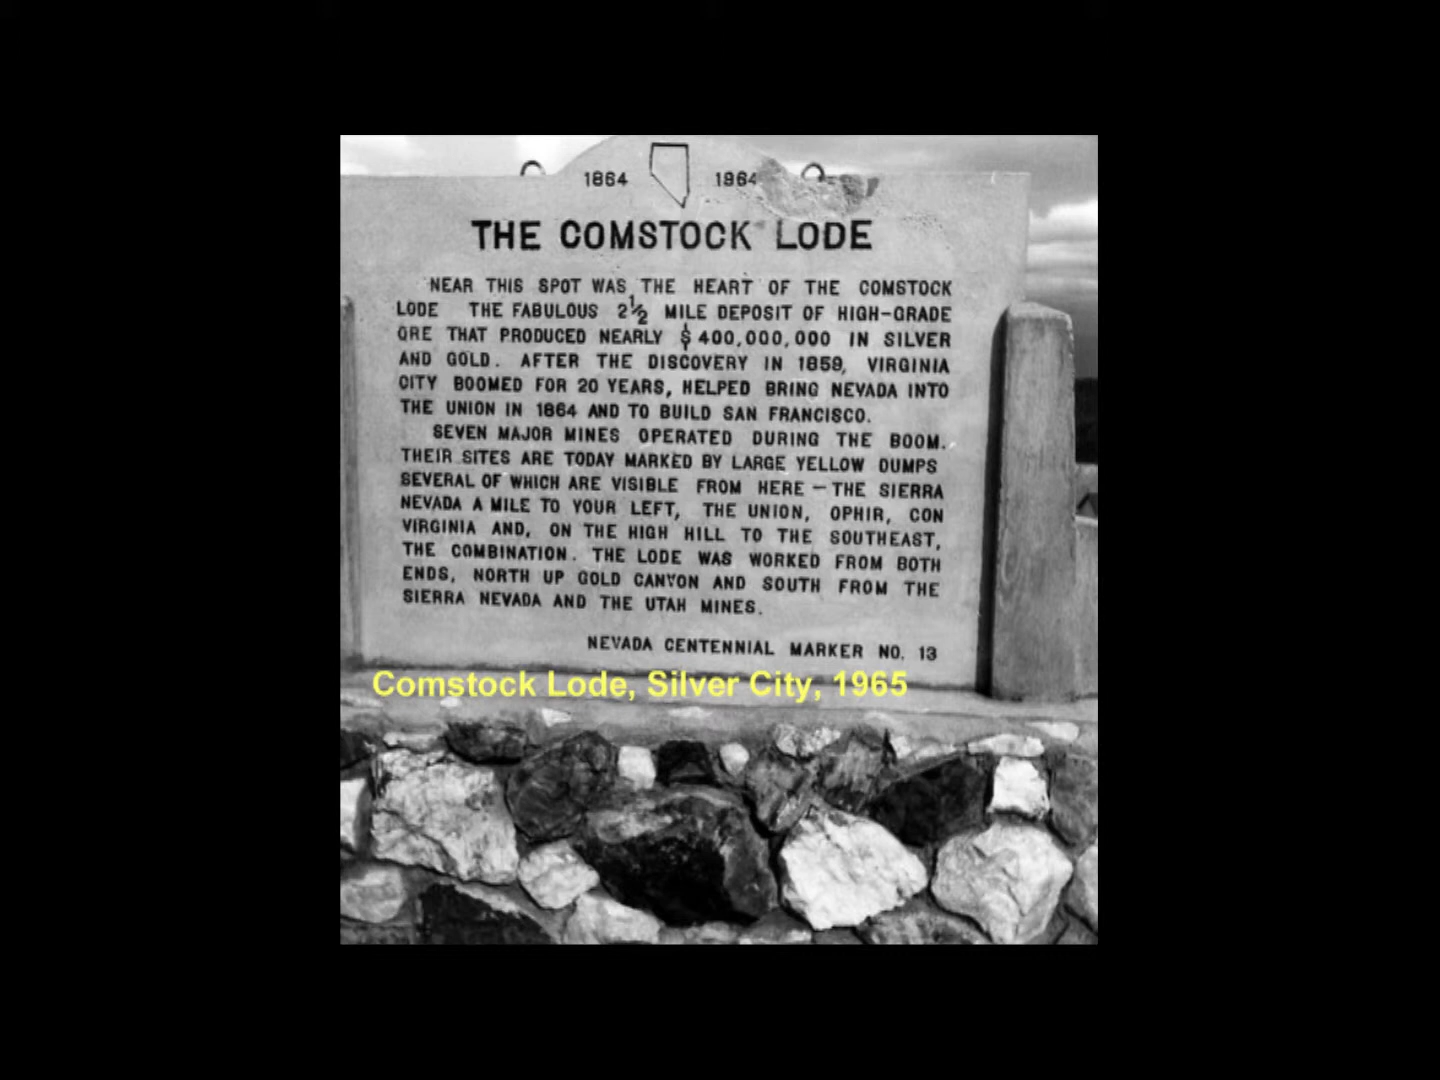 1864 1964
THE COMSTOCK LODE
NEAR THIS SPOT WAS THE HEART OF THE COMSTOCK
LODE THE FABULOUS 2½ MILE DEPOSIT OF HIGH-GRADE
ORE THAT PRODUCED NEARLY $400,000,000 IN SILVER
AND GOLD. AFTER THE DISCOVERY IN 1859, VIRGINIA
CITY BOOMED FOR 20 YEARS, HELPED BRING NEVADA INTO
THE UNION IN 1864 AND TO BUILD SAN FRANCISCO.
SEVEN MAJOR MINES OPERATED DURING THE BOOM.
THEIR SITES ARE TODAY MARKED BY LARGE YELLOW DUMPS
SEVERAL OF WHICH ARE VISIBLE FROM HERE — THE SIERRA
NEVADA A MILE TO YOUR LEFT, THE UNION, OPHIR, CON
VIRGINIA AND, ON THE HIGH HILL TO THE SOUTHEAST,
THE COMBINATION. THE LODE WAS WORKED FROM BOTH
ENDS, NORTH UP GOLD CANYON AND SOUTH FROM THE
SIERRA NEVADA AND THE UTAH MINES.
NEVADA CENTENNIAL MARKER NO. 13
Comstock Lode, Silver City, 1965